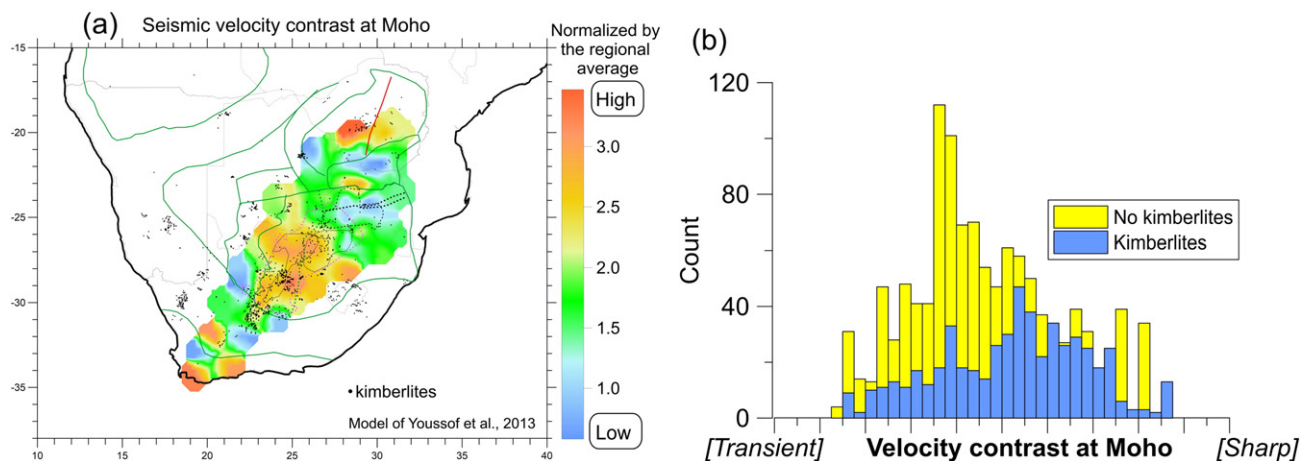 (a)
Seismic velocity contrast at Moho
Normalized by
the regional
average
High
3.0
2.5
2.0
1.5
1.0
Low
-15
-20
-25
-30
-35
10
15
20
25
30
35
40
•kimberlites
Model of Youssof et al., 2013
(b)
120
80
40
0
Count
No kimberlites
Kimberlites
[Transient] Velocity contrast at Moho [Sharp]